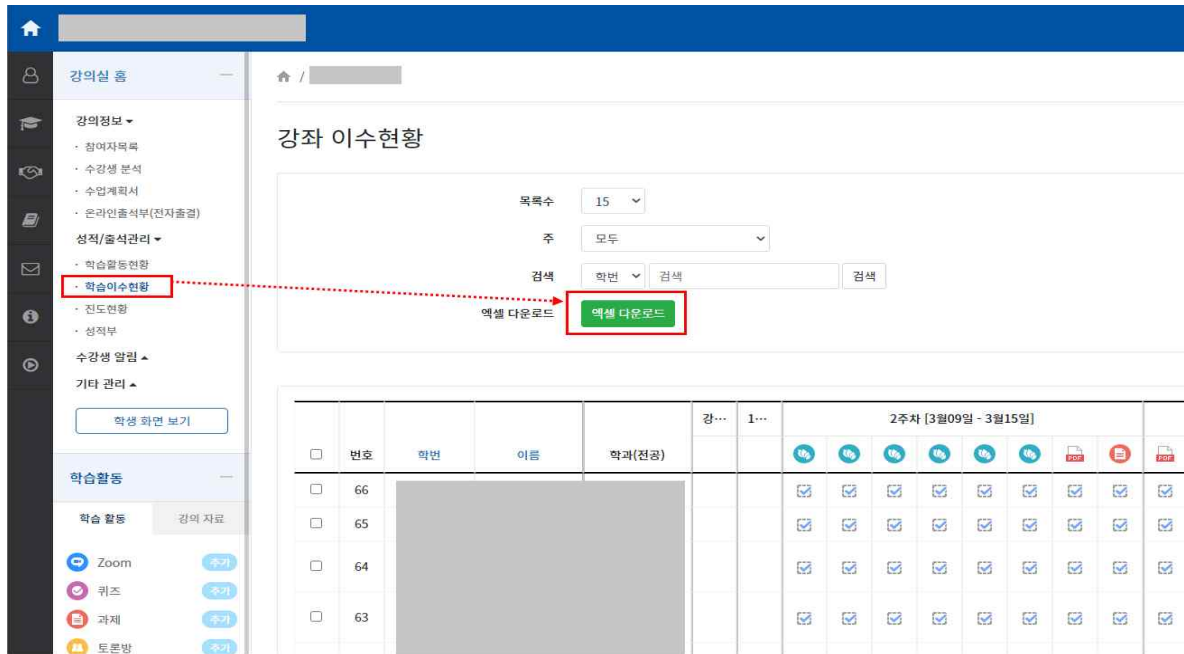 강의실 홈
강의정보
· 참여자목록
· 수강생 분석
· 수업계획서
· 온라인출석부(전자출결)
성적/출석관리
· 학습활동현황
· 학습이수현황
· 진도현황
· 성적부
수강생 알림
기타 관리
학생 화면 보기
학습활동
학습 활동 강의 자료
Zoom 추가
퀴즈 추가
과제 추가
토론방 추가
/
강좌 이수현황
목록수 15
주 모두
검색 학번 검색 검색
엑셀 다운로드 엑셀 다운로드
강… 1… 2주차 [3월09일 - 3월15일]
번호 학번 이름 학과(전공) PDF PDF
66
65
64
63